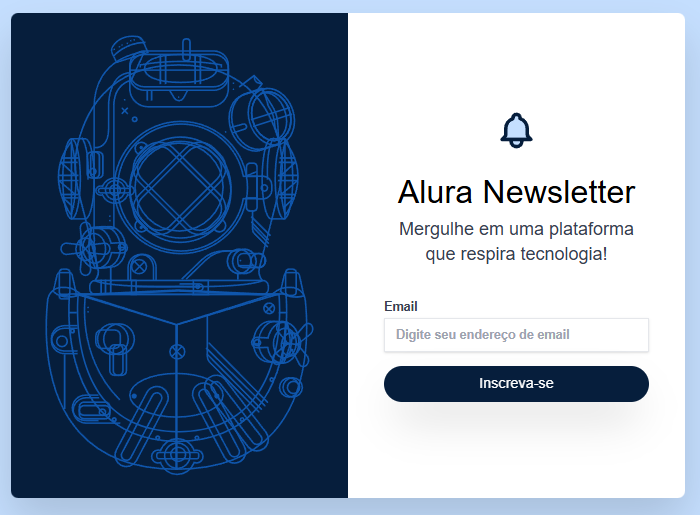 Alura Newsletter
Mergulhe em uma plataforma
que respira tecnologia!
Email
Digite seu endereço de email
Inscreva-se